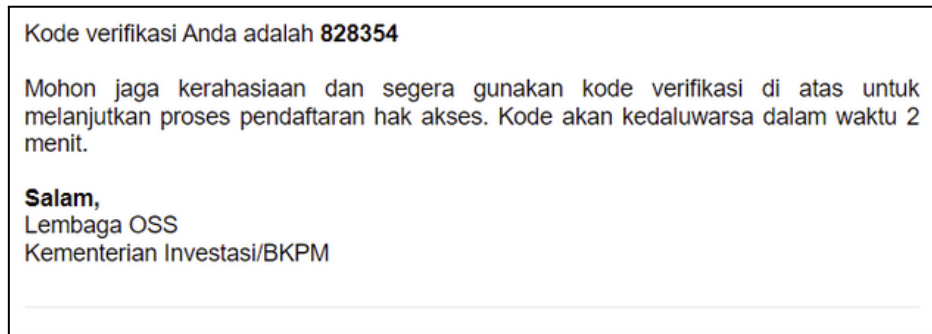 Kode verifikasi Anda adalah 828354
Mohon jaga kerahasiaan dan segera gunakan kode verifikasi di atas untuk
melanjutkan proses pendaftaran hak akses. Kode akan kedaluwarsa dalam waktu 2
menit.
Salam,
Lembaga OSS
Kementerian Investasi/BKPM